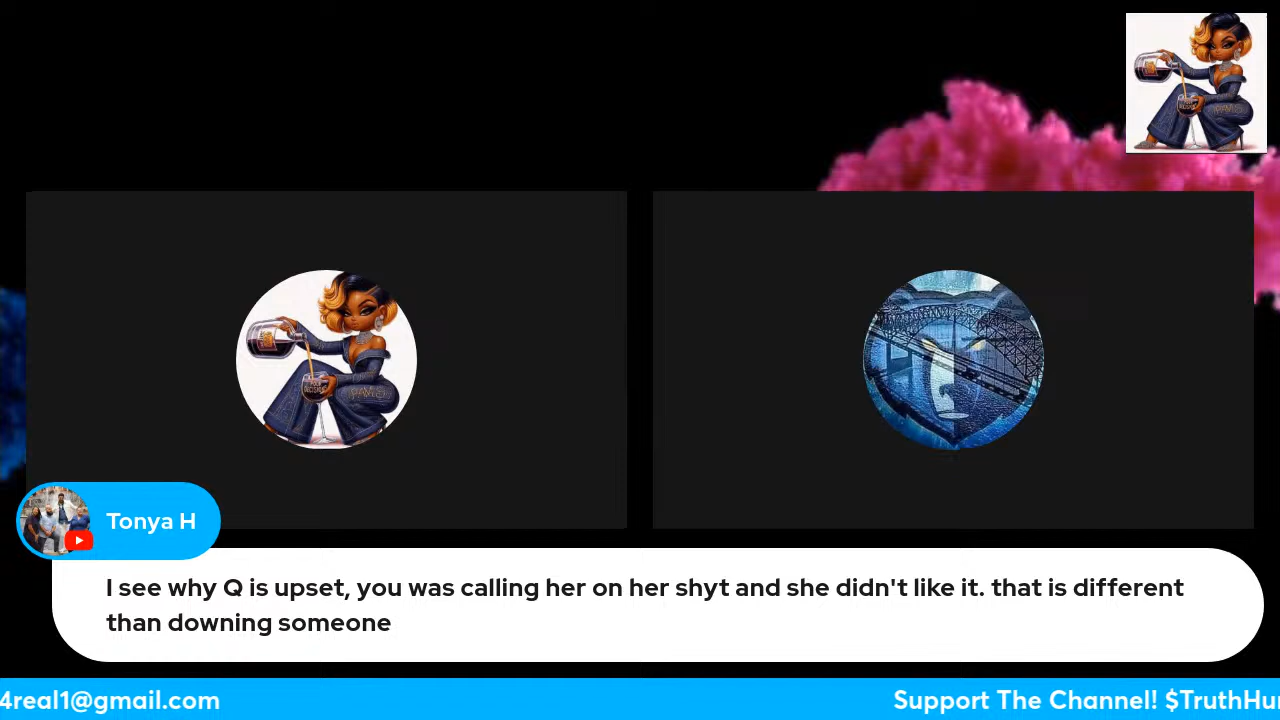 Tonya H
I see why Q is upset, you was calling her on her shyt and she didn't like it. that is different
than downing someone
4real1@gmail.com
Support The Channel! $TruthHu